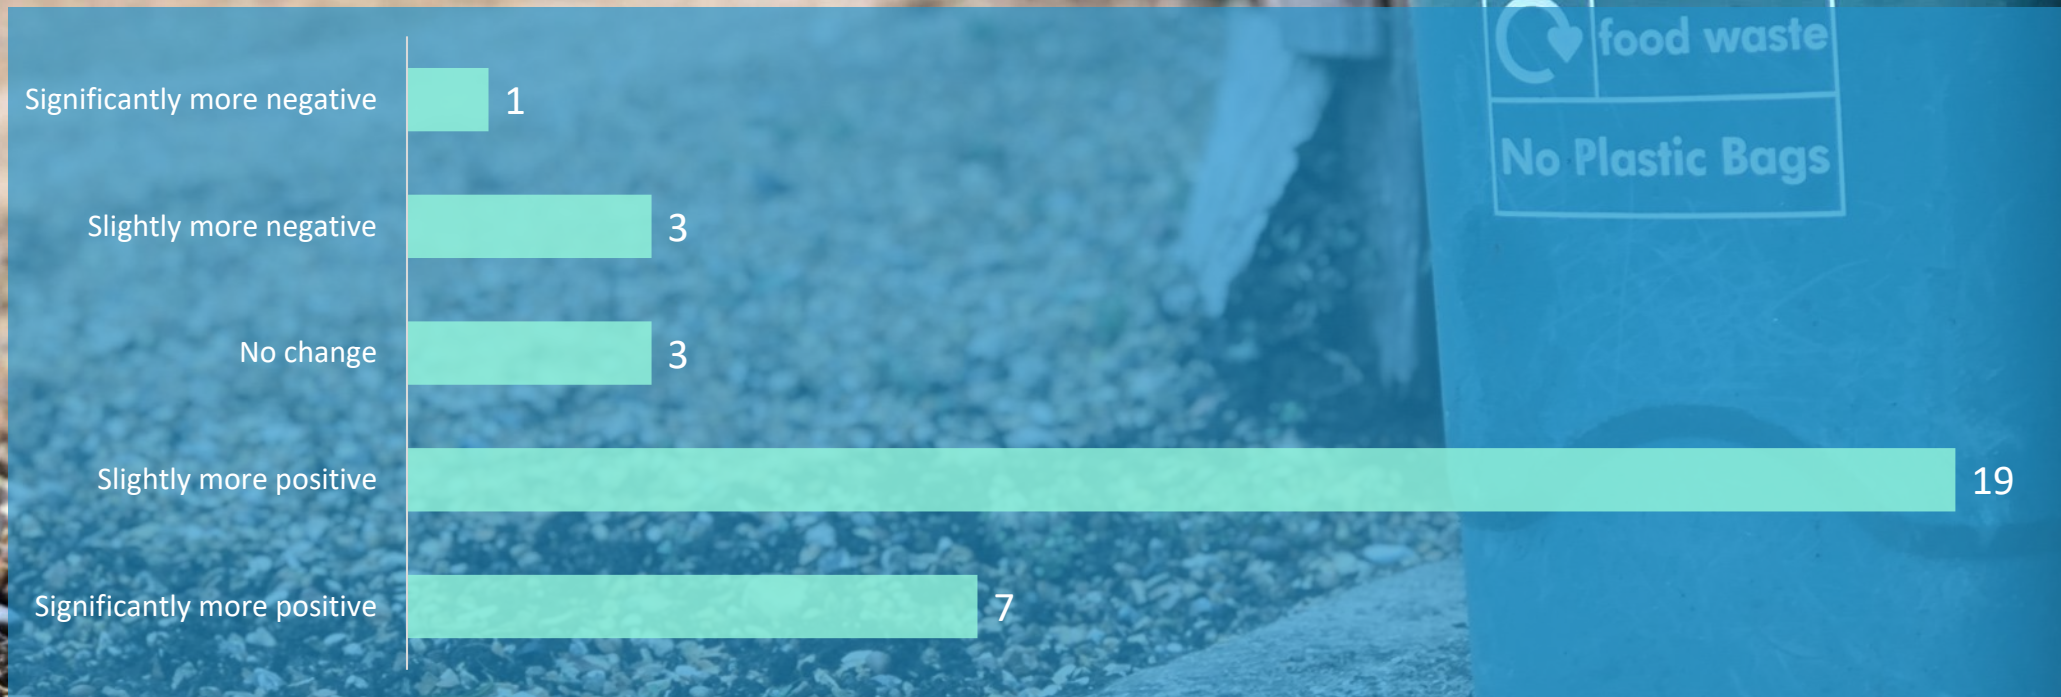 food waste
No Plastic Bags
Significantly more negative 1
Slightly more negative 3
No change 3
Slightly more positive 19
Significantly more positive 7